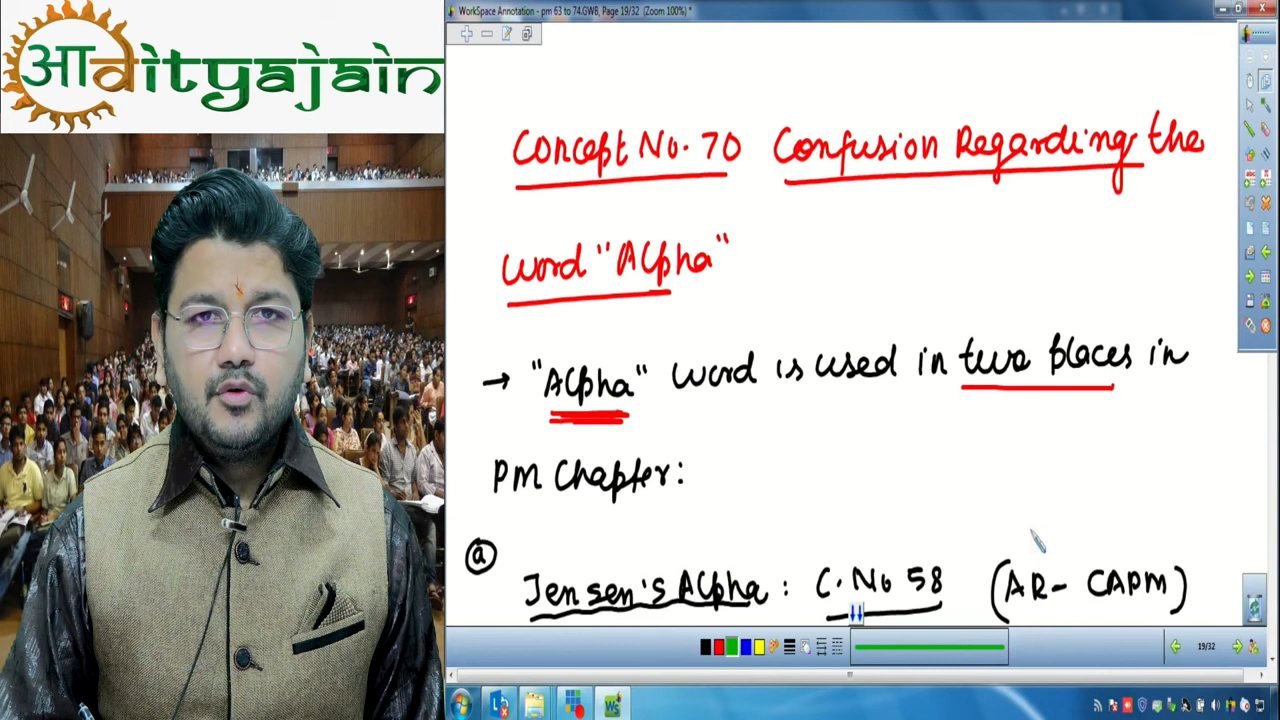 WorkSpace Annotation - pm 63 to 74.GWB, Page 19/32 (Zoom 100%) *
आdityajain
Concept No. 70 Confusion Regarding the
word "Alpha"
→ "Alpha" word is used in two places in
PM Chapter:
(a) Jensen's Alpha : C. No 58 (AR- CAPM)
19/32